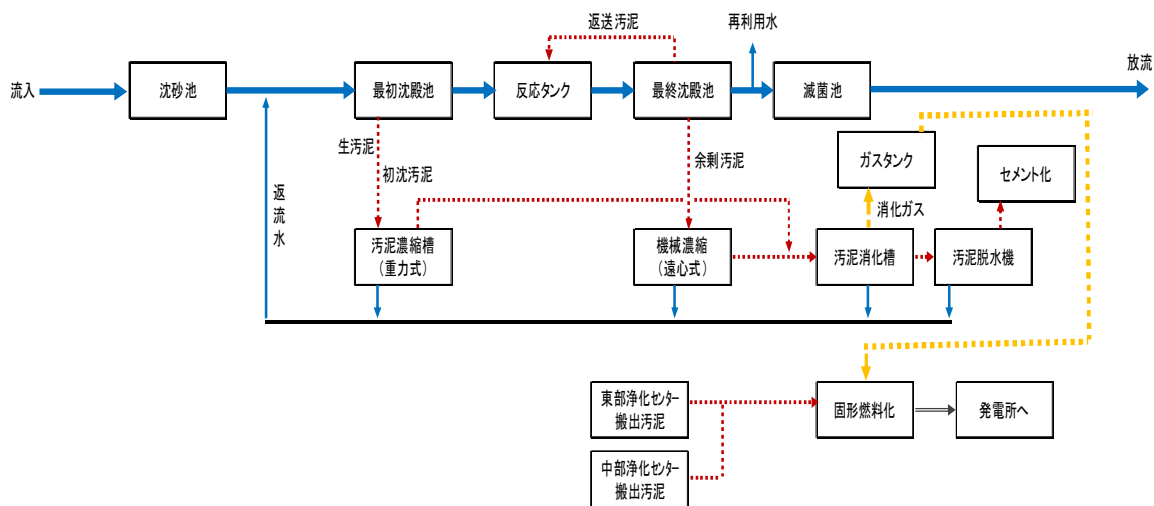 返送汚泥
再利用水
流入
沈砂池
最初沈殿池
反応タンク
最終沈殿池
滅菌池
放流
生汚泥
初沈汚泥
余剰汚泥
ガスタンク
セメント化
消化ガス
返流水
汚泥濃縮槽
（重力式）
機械濃縮
（遠心式）
汚泥消化槽
汚泥脱水機
東部浄化センター
搬出汚泥
固形燃料化
発電所へ
中部浄化センター
搬出汚泥